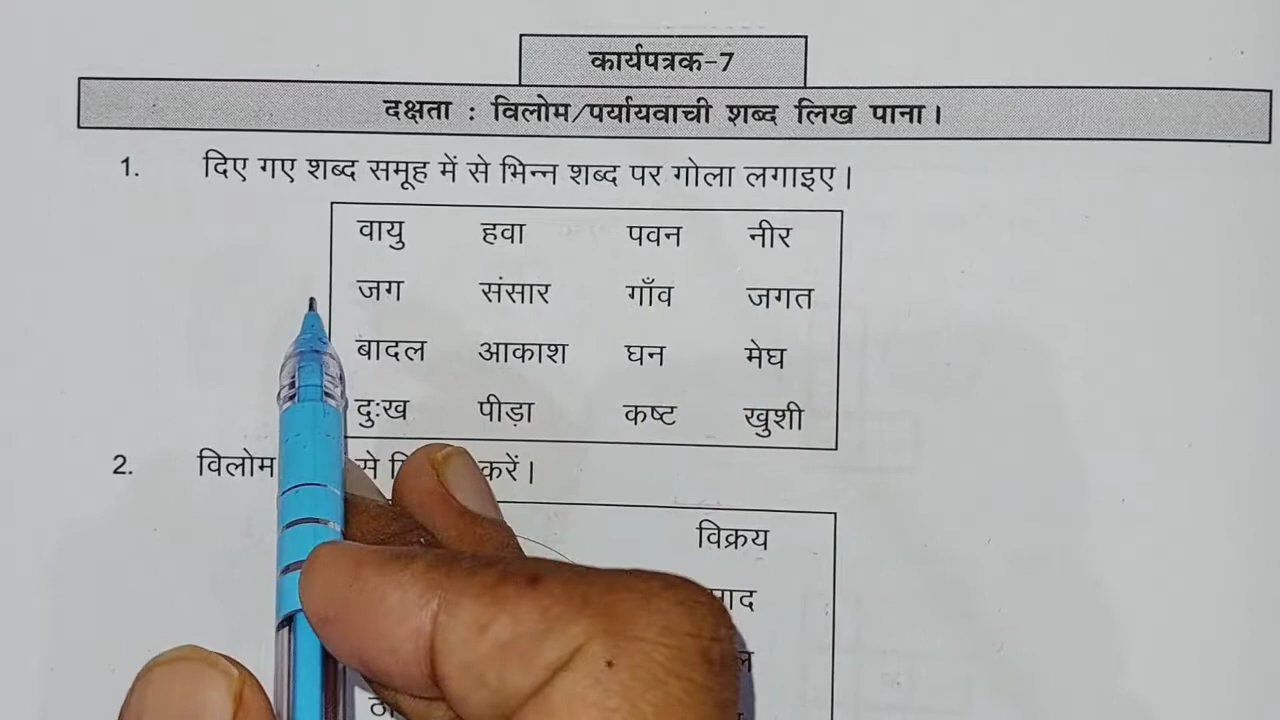 कार्यपत्रक-7
दक्षता : विलोम/पर्यायवाची शब्द लिख पाना।
1. दिए गए शब्द समूह में से भिन्न शब्द पर गोला लगाइए।
वायु हवा पवन नीर
जग संसार गाँव जगत
बादल आकाश घन मेघ
दुःख पीड़ा कष्ट खुशी
2. विलोम से करें।
विक्रय